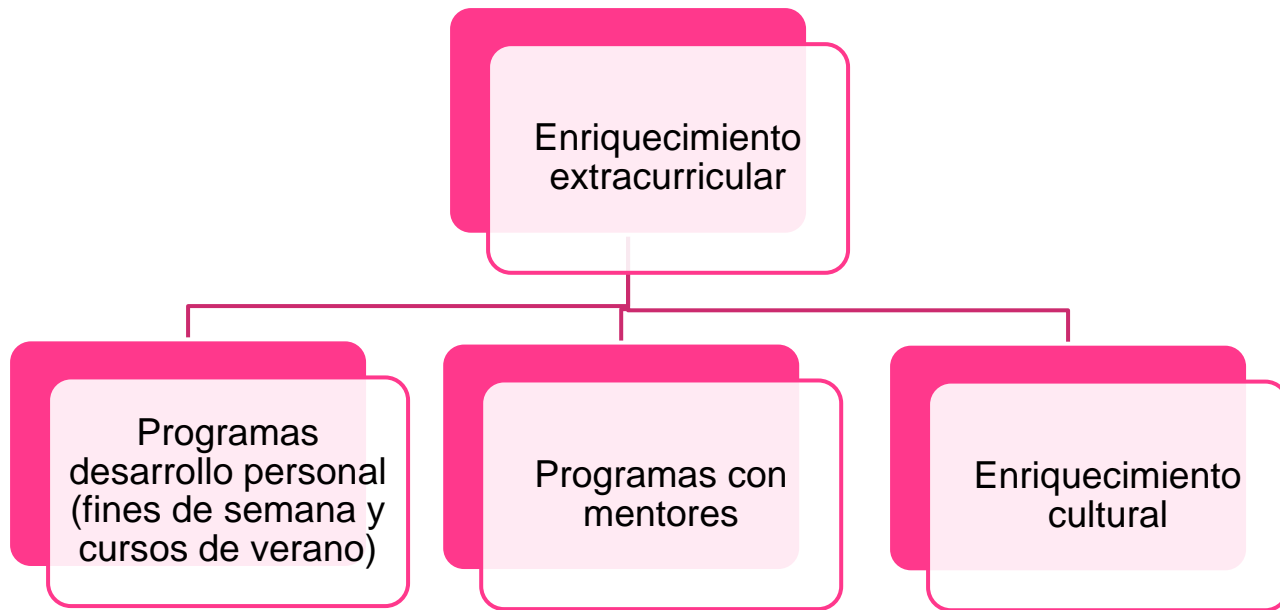 Enriquecimiento
extracurricular
Programas
desarrollo personal
(fines de semana y
cursos de verano)
Programas con
mentores
Enriquecimiento
cultural